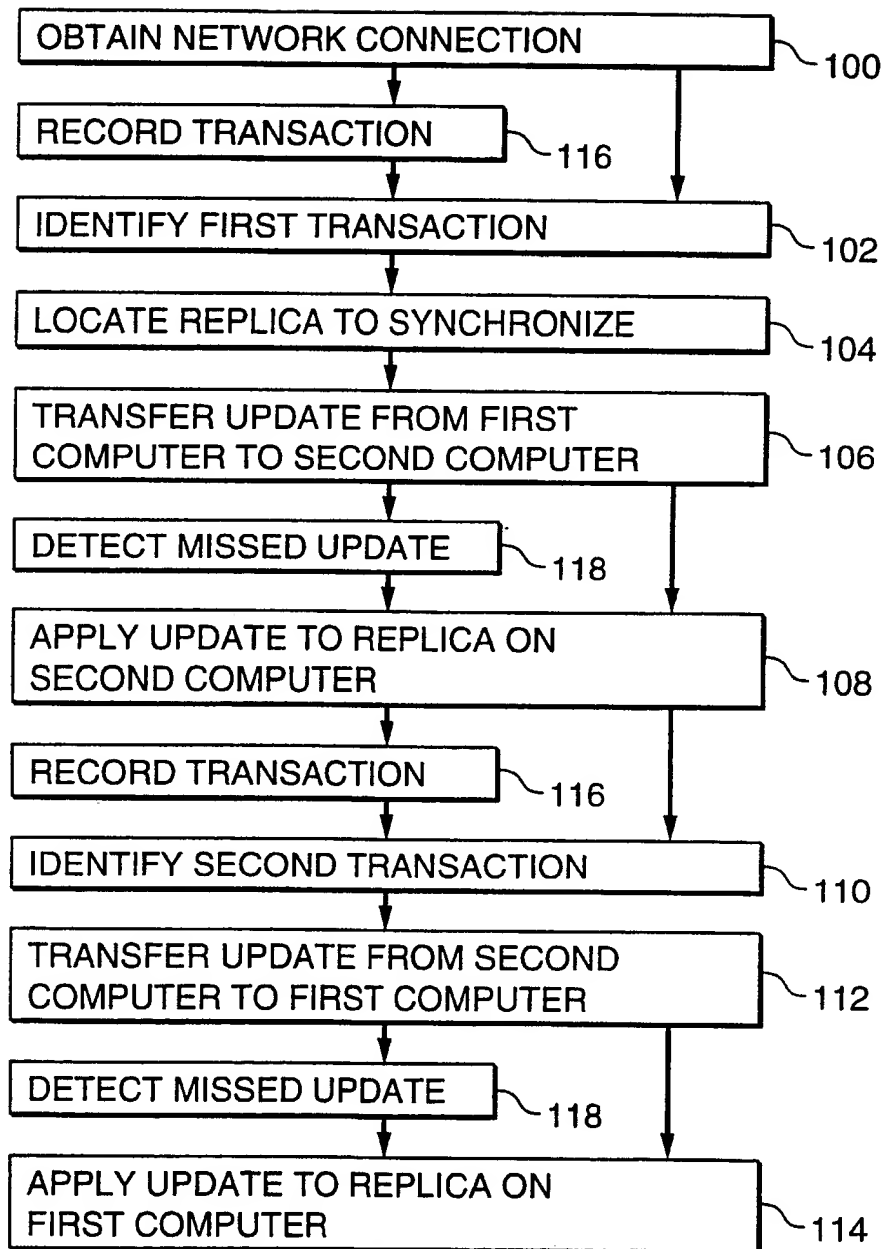 OBTAIN NETWORK CONNECTION
100
RECORD TRANSACTION
116
IDENTIFY FIRST TRANSACTION
102
LOCATE REPLICA TO SYNCHRONIZE
104
TRANSFER UPDATE FROM FIRST
COMPUTER TO SECOND COMPUTER
106
DETECT MISSED UPDATE
118
APPLY UPDATE TO REPLICA ON
SECOND COMPUTER
108
RECORD TRANSACTION
116
IDENTIFY SECOND TRANSACTION
110
TRANSFER UPDATE FROM SECOND
COMPUTER TO FIRST COMPUTER
112
DETECT MISSED UPDATE
118
APPLY UPDATE TO REPLICA ON
FIRST COMPUTER
114